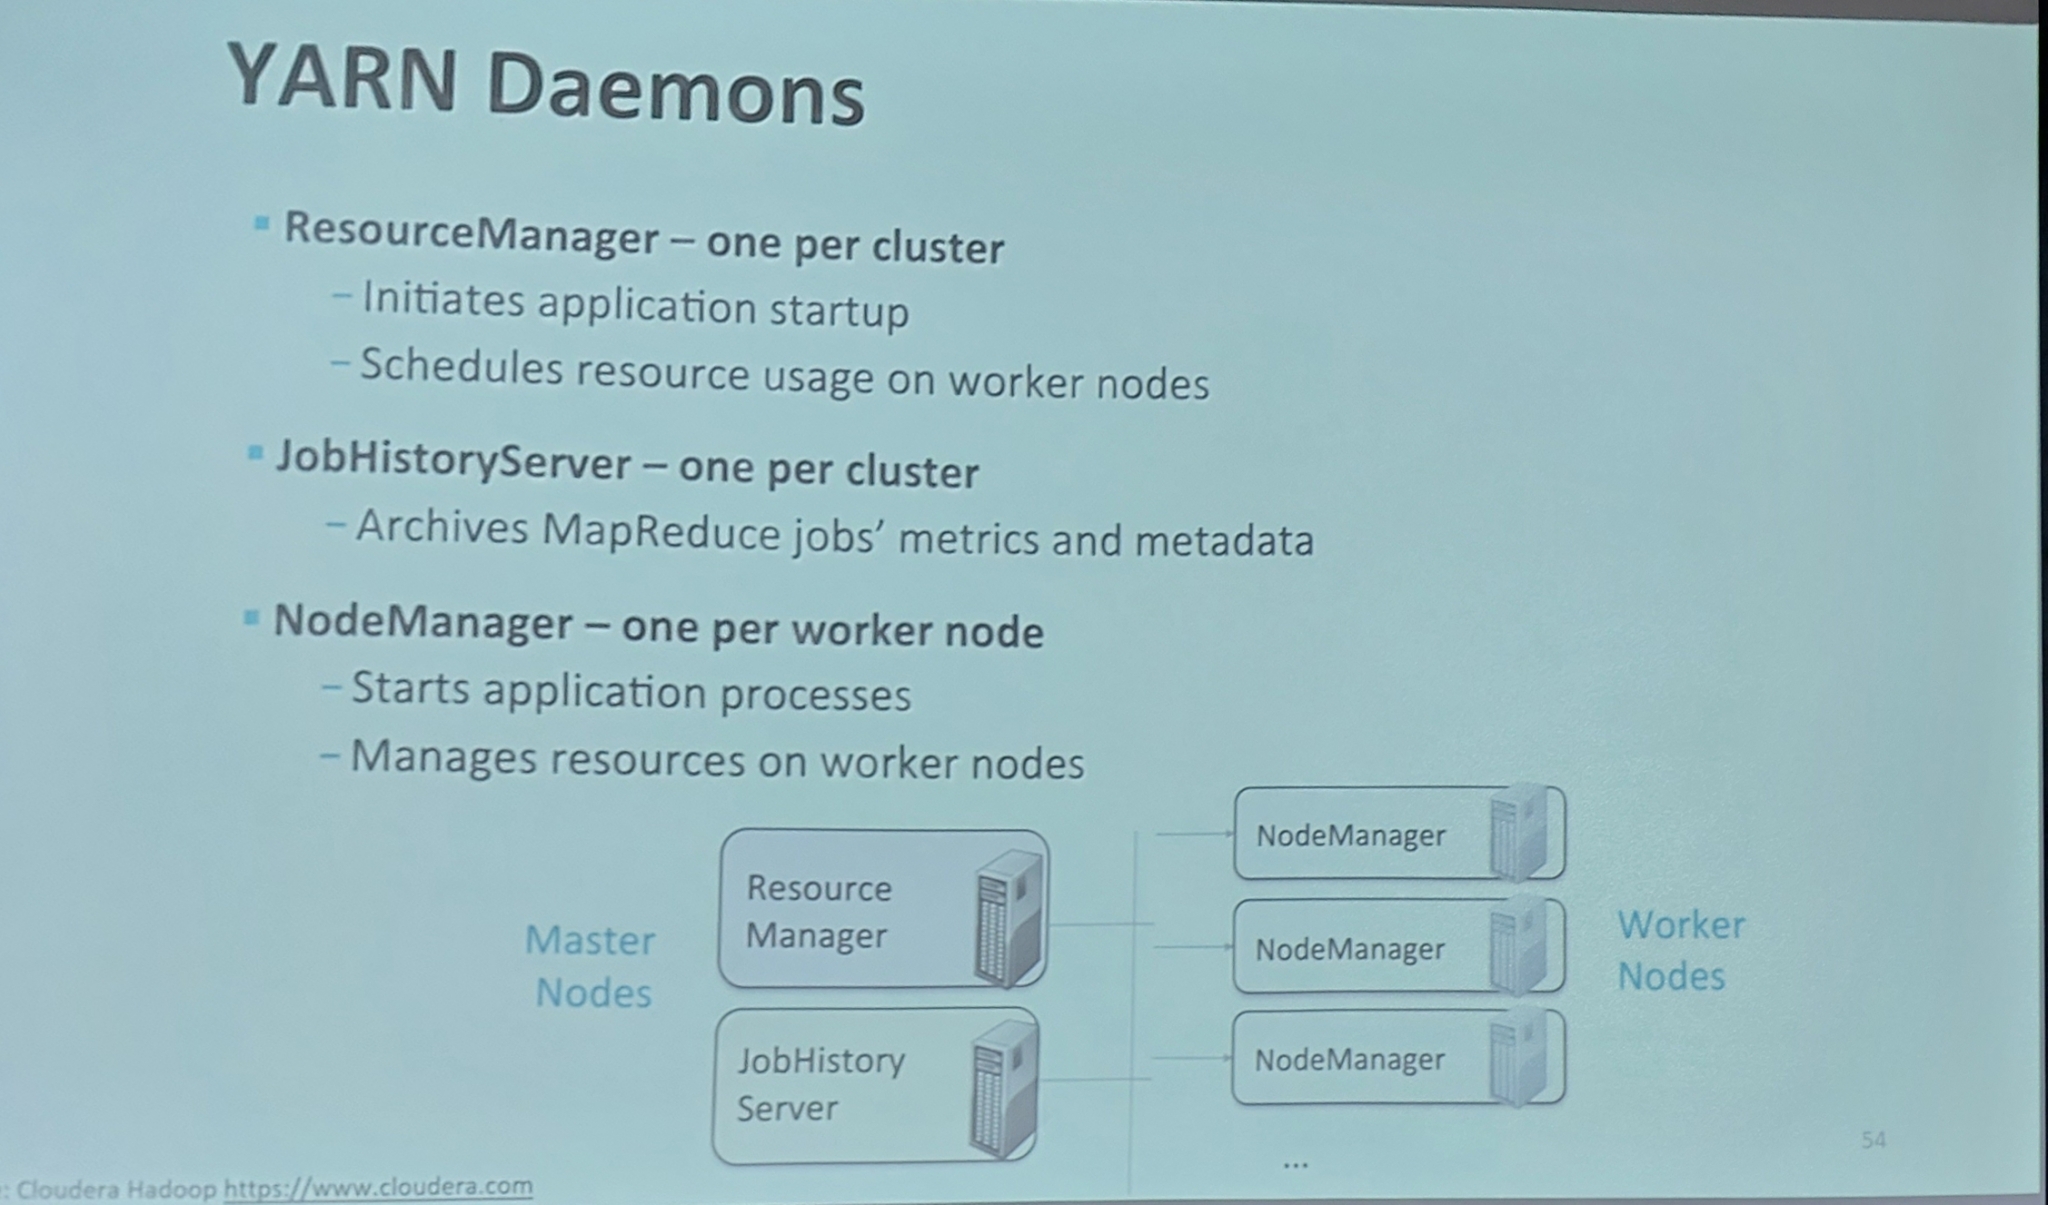 YARN Daemons
▪ ResourceManager – one per cluster
– Initiates application startup
– Schedules resource usage on worker nodes
▪ JobHistoryServer – one per cluster
– Archives MapReduce jobs’ metrics and metadata
▪ NodeManager – one per worker node
– Starts application processes
– Manages resources on worker nodes
Master
Nodes
Resource
Manager
JobHistory
Server
NodeManager
NodeManager
NodeManager
...
Worker
Nodes
54
: Cloudera Hadoop https://www.cloudera.com